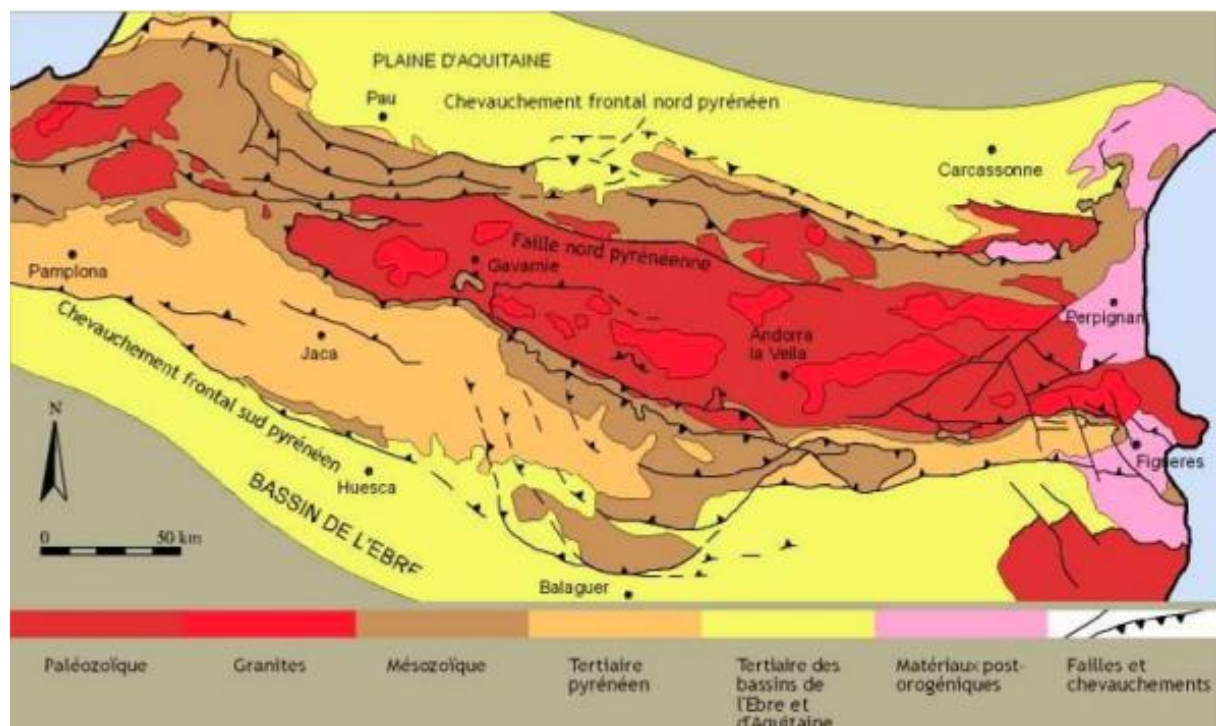 PLAINE D'AQUITAINE
Pau
Chevauchement frontal nord pyrénéen
Carcassonne
Faille nord pyrénéenne
Gavarnie
Pamplona
Perpignan
Chevauchement frontal sud pyrénéen
Jaca
Andorra
la Vella
N
Figueres
Huesca
BASSIN DE L'EBRE
0 50 km
Balaguer
Paléozoïque
Granites
Mésozoïque
Tertiaire
pyrénéen
Tertiaire des
bassins de
l'Ebre et
d'Aquitaine
Matériaux post-
orogéniques
Failles et
chevauchements